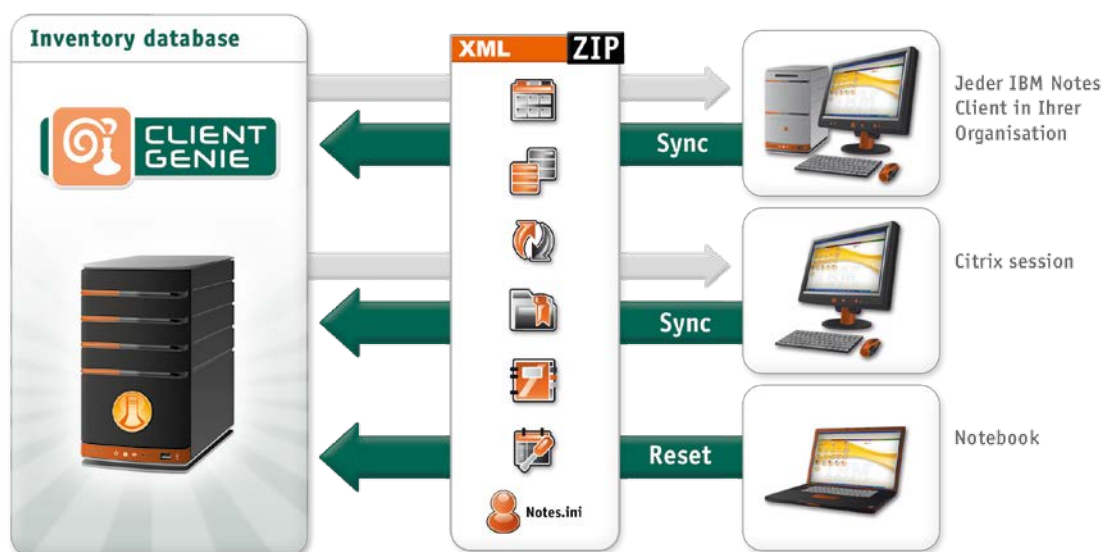 Inventory database
CLIENT
GENIE
XML
ZIP
Notes.ini
Sync
Sync
Reset
Jeder IBM Notes
Client in Ihrer
Organisation
Citrix session
Notebook